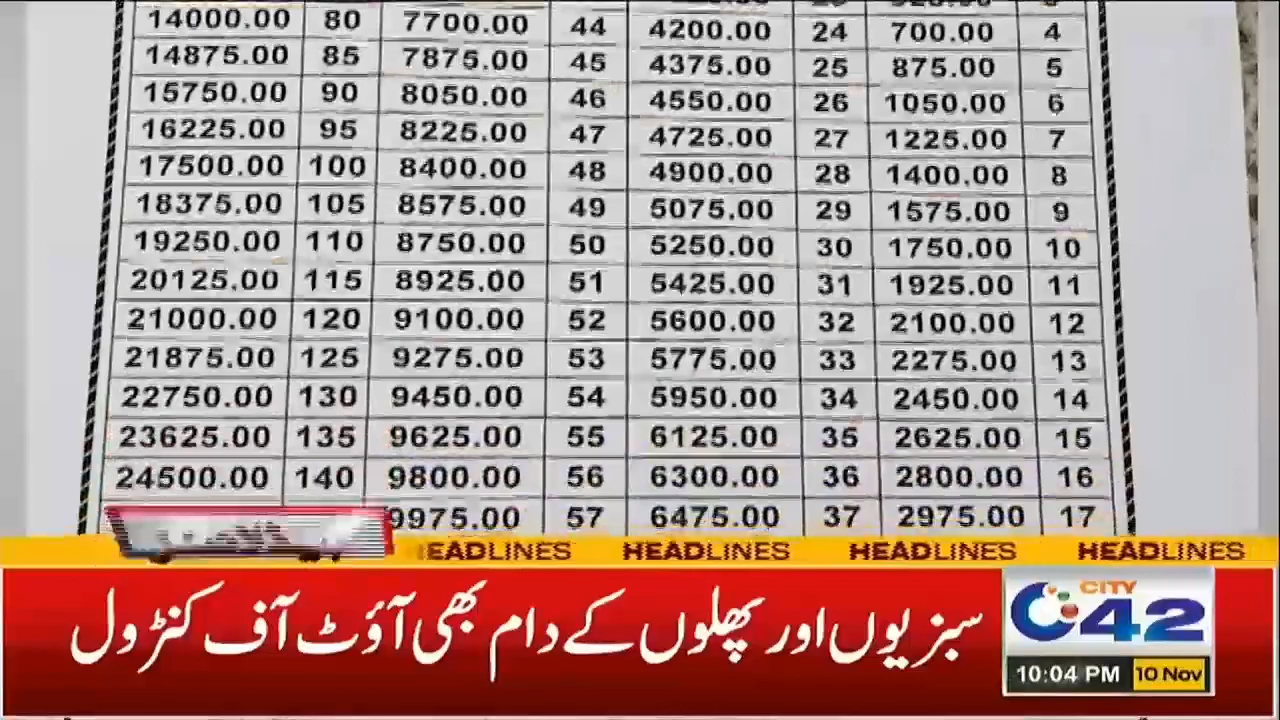 14000.00 80 7700.00 44 4200.00 24 700.00 4
14875.00 85 7875.00 45 4375.00 25 875.00 5
15750.00 90 8050.00 46 4550.00 26 1050.00 6
16225.00 95 8225.00 47 4725.00 27 1225.00 7
17500.00 100 8400.00 48 4900.00 28 1400.00 8
18375.00 105 8575.00 49 5075.00 29 1575.00 9
19250.00 110 8750.00 50 5250.00 30 1750.00 10
20125.00 115 8925.00 51 5425.00 31 1925.00 11
21000.00 120 9100.00 52 5600.00 32 2100.00 12
21875.00 125 9275.00 53 5775.00 33 2275.00 13
22750.00 130 9450.00 54 5950.00 34 2450.00 14
23625.00 135 9625.00 55 6125.00 35 2625.00 15
24500.00 140 9800.00 56 6300.00 36 2800.00 16
9975.00 57 6475.00 37 2975.00 17
EADLINES HEADLINES HEADLINES HEADLINES
سبزیوں اور پھلوں کے دام بھی آؤٹ آف کنٹرول
CITY
42
10:04 PM 10 Nov